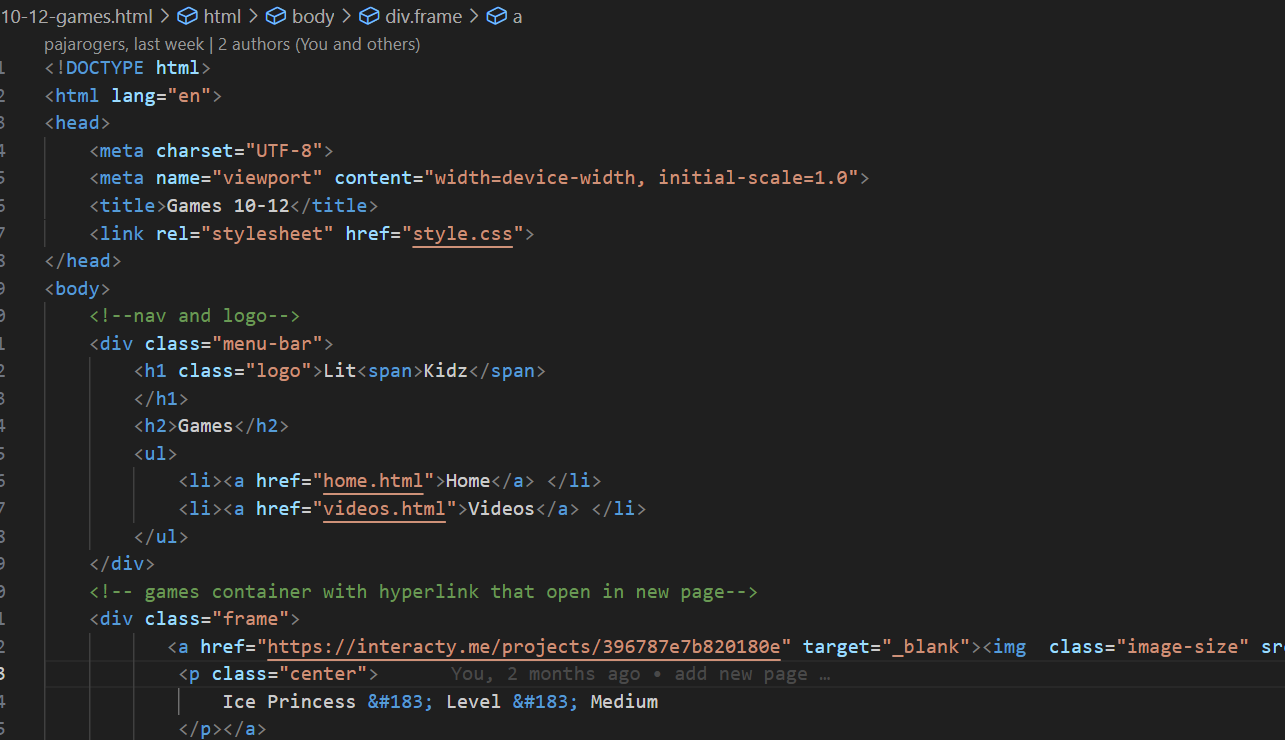 10-12-games.html > html > body > div.frame > a
pajarogers, last week | 2 authors (You and others)
1 <!DOCTYPE html>
2 <html lang="en">
3 <head>
4 <meta charset="UTF-8">
5 <meta name="viewport" content="width=device-width, initial-scale=1.0">
6 <title>Games 10-12</title>
7 <link rel="stylesheet" href="style.css">
8 </head>
9 <body>
0 <!--nav and logo-->
1 <div class="menu-bar">
2 <h1 class="logo">Lit<span>Kidz</span>
3 </h1>
4 <h2>Games</h2>
5 <ul>
6 <li><a href="home.html">Home</a> </li>
7 <li><a href="videos.html">Videos</a> </li>
8 </ul>
9 </div>
0 <!-- games container with hyperlink that open in new page-->
1 <div class="frame">
2 <a href="https://interacty.me/projects/396787e7b820180e" target="_blank"><img  class="image-size" src
3 <p class="center"> You, 2 months ago • add new page …
4 Ice Princess &#183; Level &#183; Medium
5 </p></a>